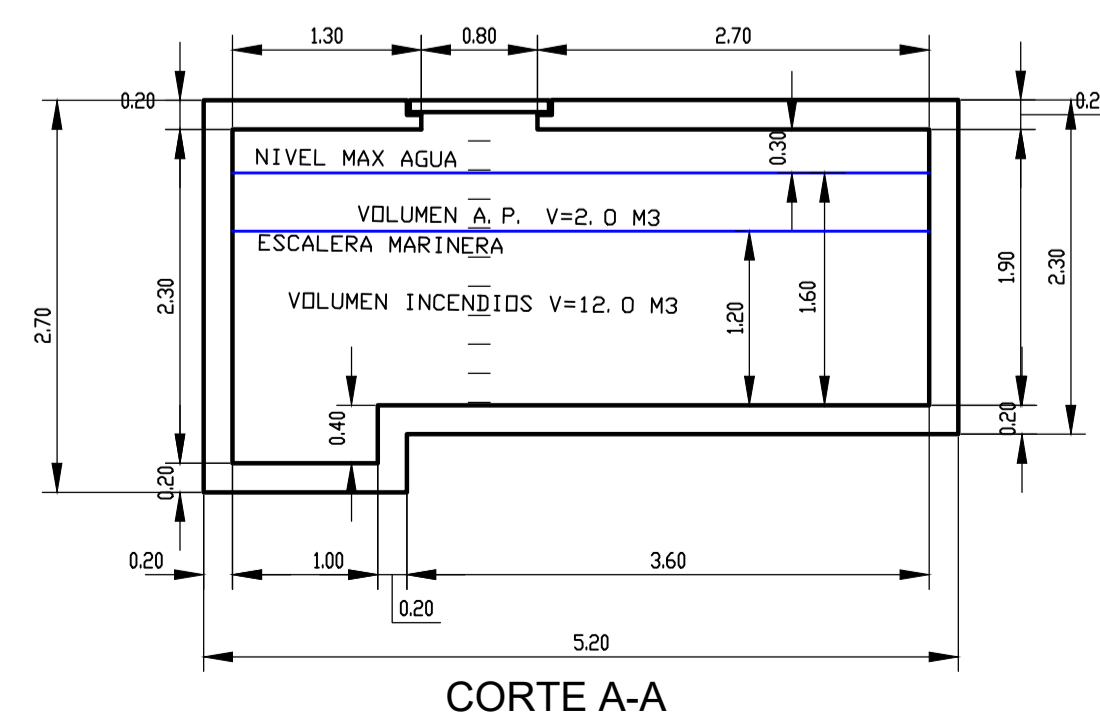 1.30 0.80 2.70
0.20
0.2
NIVEL MAX AGUA
0.30
VOLUMEN A.P. V=2.0 M3
ESCALERA MARINERA
VOLUMEN INCENDIOS V=12.0 M3
2.70
2.30
1.20
1.60
1.90
2.30
0.40
0.20
0.20
0.20 1.00 3.60
0.20
5.20
CORTE A-A